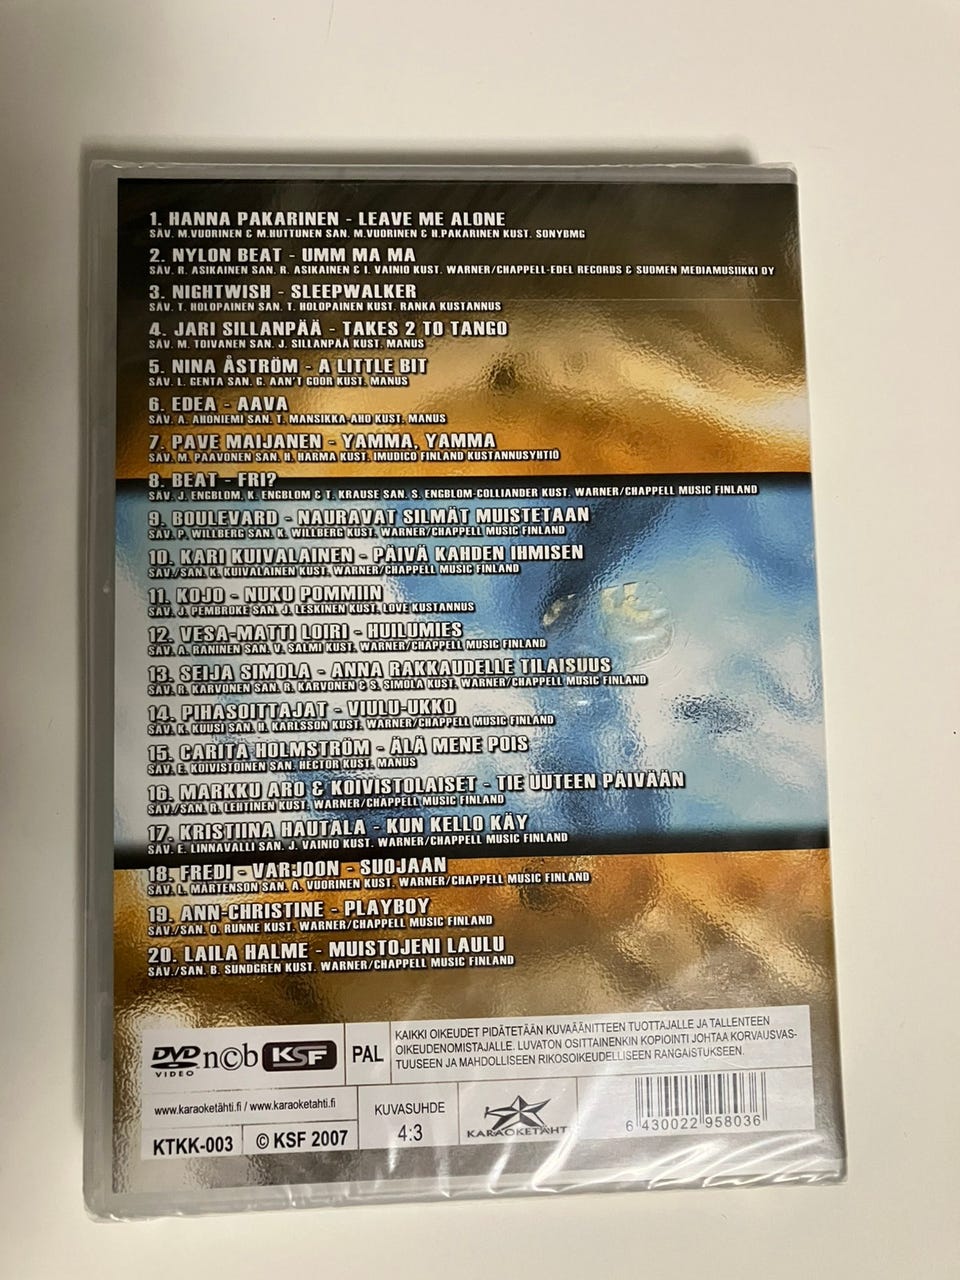 1. HANNA PAKARINEN - LEAVE ME ALONE
SÄV. M.VUORINEN & M.HUTTUNEN SAN. M.VUORINEN & H.PAKARINEN KUST. SONYBMG
2. NYLON BEAT - UMM MA MA
SÄV. R. ASIKAINEN SAN. R. ASIKAINEN & I. VAINIO KUST. WARNER/CHAPPELL-EDEL RECORDS & SUOMEN MEDIAMUSIIKKI OY
3. NIGHTWISH - SLEEPWALKER
SÄV. T. HOLOPAINEN SAN. T. HOLOPAINEN KUST. RANKA KUSTANNUS
4. JARI SILLANPÄÄ - TAKES 2 TO TANGO
SÄV. M. TOIVANEN SAN. J. SILLANPÄÄ KUST. MANUS
5. NINA ÅSTRÖM - A LITTLE BIT
SÄV. L. GENTA SAN. G. AAN'T GOOR KUST. MANUS
6. EDEA - AAVA
SÄV. A. AHONIEMI SAN. T. MANSIKKA-AHO KUST. MANUS
7. PAVE MAIJANEN - YAMMA, YAMMA
SÄV. M. PAAVONEN SAN. H. HARMA KUST. IMUDICO FINLAND KUSTANNUSYHTIÖ
8. BEAT - FRI?
SÄV. J. ENGBLOM, K. ENGBLOM & T. KRAUSE SAN. S. ENGBLOM-COLLIANDER KUST. WARNER/CHAPPELL MUSIC FINLAND
9. BOULEVARD - NAURAVAT SILMÄT MUISTETAAN
SÄV. P. WILLBERG SAN. K. WILLBERG KUST. WARNER/CHAPPELL MUSIC FINLAND
10. KARI KUIVALAINEN - PÄIVÄ KAHDEN IHMISEN
SÄV./SAN. K. KUIVALAINEN KUST. WARNER/CHAPPELL MUSIC FINLAND
11. KOJO - NUKU POMMIIN
SÄV. J. PEMBROKE SAN. J. LESKINEN KUST. LOVE KUSTANNUS
12. VESA-MATTI LOIRI - HUILUMIES
SÄV. A. RANINEN SAN. V. SALMI KUST. WARNER/CHAPPELL MUSIC FINLAND
13. SEIJA SIMOLA - ANNA RAKKAUDELLE TILAISUUS
SÄV. R. KARVONEN SAN. R. KARVONEN & S. SIMOLA KUST. WARNER/CHAPPELL MUSIC FINLAND
14. PIHASOITTAJAT - VIULU-UKKO
SÄV. K. KUUSI SAN. H. KARLSSON KUST. WARNER/CHAPPELL MUSIC FINLAND
15. CARITA HOLMSTRÖM - ÄLÄ MENE POIS
SÄV. E. KOIVISTOINEN SAN. HECTOR KUST. MANUS
16. MARKKU ARO & KOIVISTOLAISET - TIE UUTEEN PÄIVÄÄN
SÄV./SAN. R. LEHTINEN KUST. WARNER/CHAPPELL MUSIC FINLAND
17. KRISTIINA HAUTALA - KUN KELLO KÄY
SÄV. E. LINNAVALLI SAN. J. VAINIO KUST. WARNER/CHAPPELL MUSIC FINLAND
18. FREDI - VARJOON - SUOJAAN
SÄV. L. MÄRTENSON SAN. A. VUORINEN KUST. WARNER/CHAPPELL MUSIC FINLAND
19. ANN-CHRISTINE - PLAYBOY
SÄV./SAN. O. RUNNE KUST. WARNER/CHAPPELL MUSIC FINLAND
20. LAILA HALME - MUISTOJENI LAULU
SÄV./SAN. B. SUNDGREN KUST. WARNER/CHAPPELL MUSIC FINLAND
DVD VIDEO n©b KSF PAL
KAIKKI OIKEUDET PIDÄTETÄÄN KUVAÄÄNITTEEN TUOTTAJALLE JA TALLENTEEN
OIKEUDENOMISTAJALLE. LUVATON OSITTAINENKIN KOPIOINTI JOHTAA KORVAUSVAS-
TUUSEEN JA MAHDOLLISEEN RIKOSOIKEUDELLISEEN RANGAISTUKSEEN.
www.karaoketähti.fi / www.karaoketahti.fi
KTKK-003 © KSF 2007
KUVASUHDE
4:3
KARAOKETÄHTI
6 430022 958036